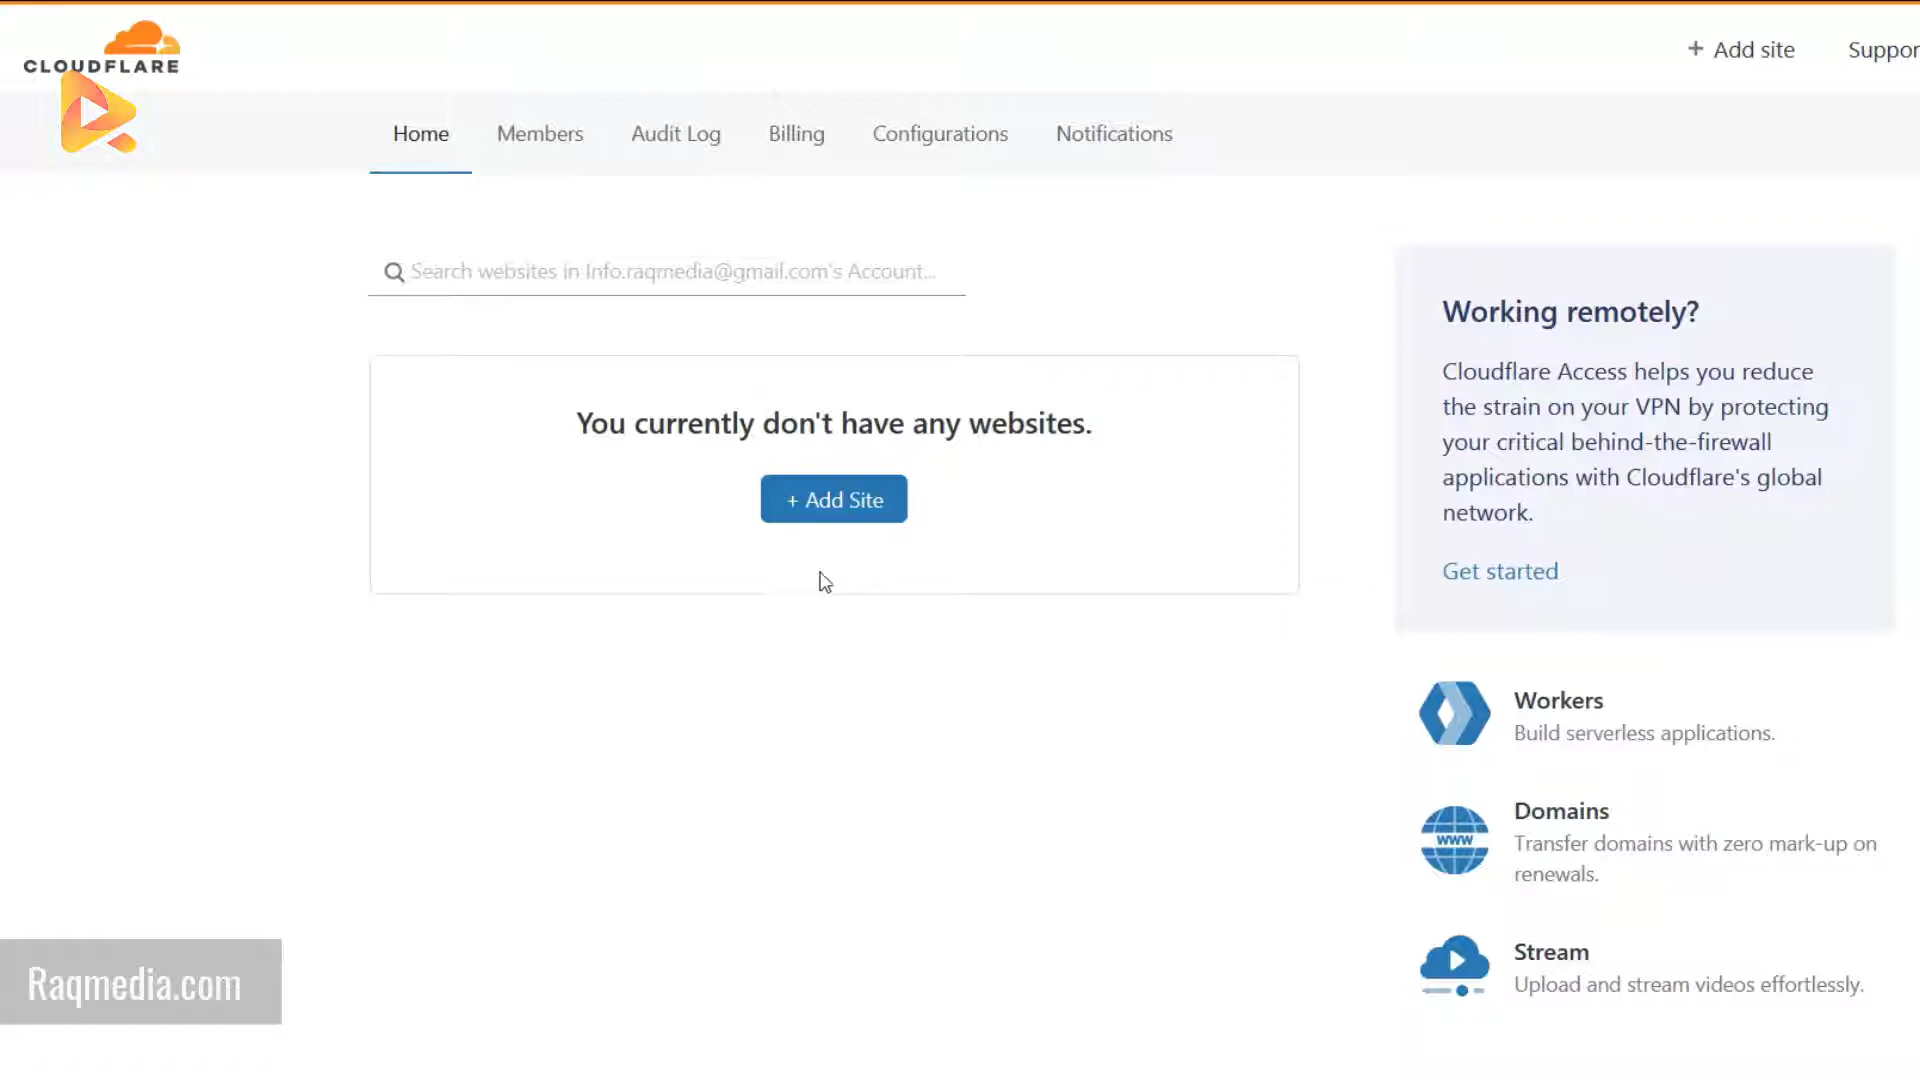 CLOUDFLARE
+ Add site
Suppor
Home
Members
Audit Log
Billing
Configurations
Notifications
Search websites in Info.raqmedia@gmail.com's Account...
You currently don't have any websites.
+ Add Site
Working remotely?
Cloudflare Access helps you reduce
the strain on your VPN by protecting
your critical behind-the-firewall
applications with Cloudflare's global
network.
Get started
Workers
Build serverless applications.
www
Domains
Transfer domains with zero mark-up on
renewals.
Stream
Upload and stream videos effortlessly.
Raqmedia.com